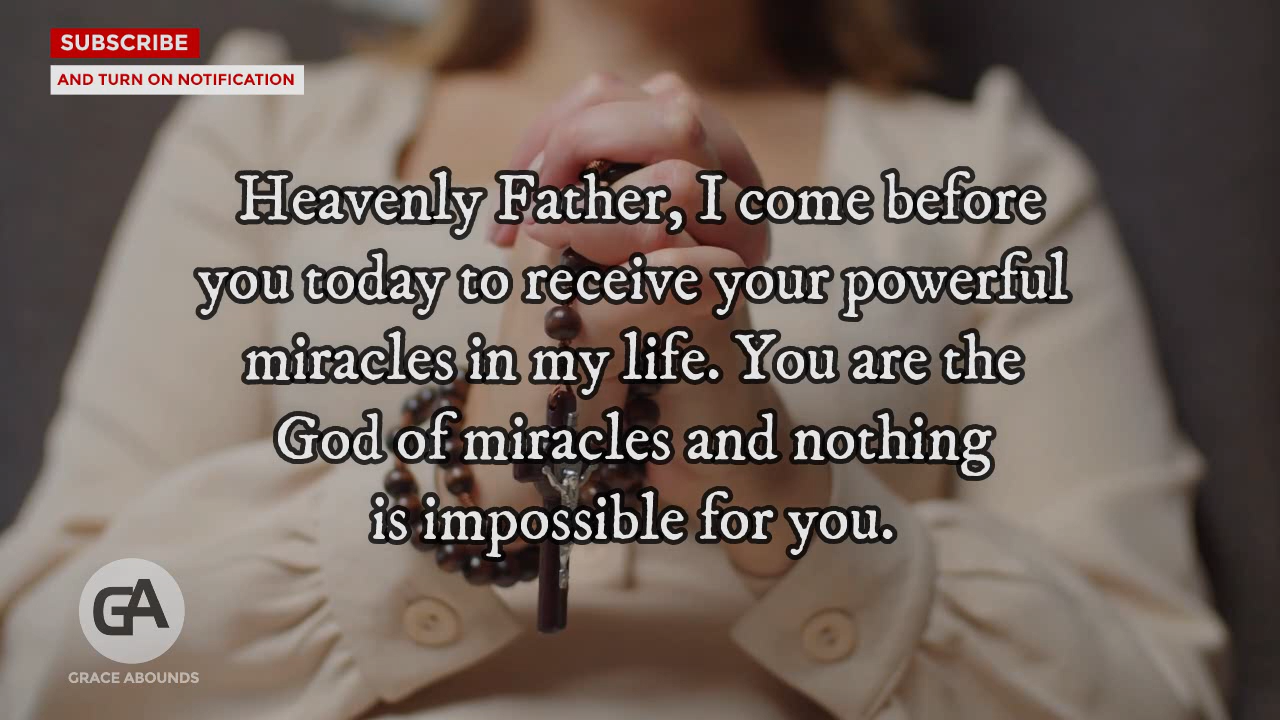 SUBSCRIBE
AND TURN ON NOTIFICATION
Heavenly Father, I come before
you today to receive your powerful
miracles in my life. You are the
God of miracles and nothing
is impossible for you.
GA
GRACE ABOUNDS